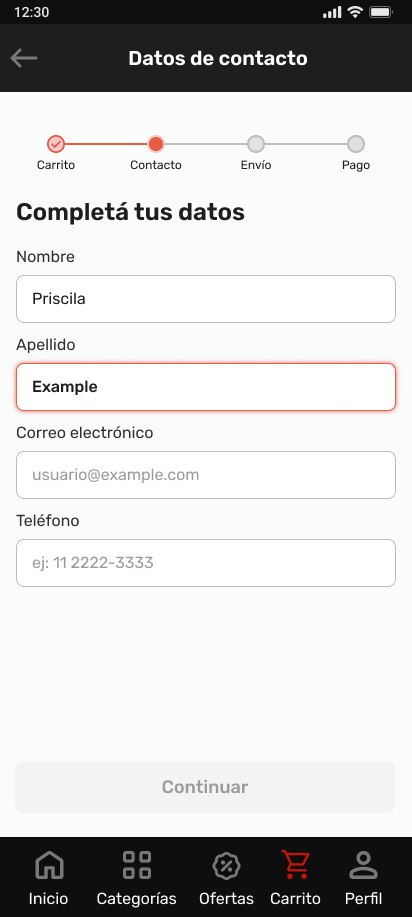 12:30
Datos de contacto
Carrito Contacto Envío Pago
Completá tus datos
Nombre
Priscila
Apellido
Example
Correo electrónico
usuario@example.com
Teléfono
ej: 11 2222-3333
Continuar
Inicio Categorías Ofertas Carrito Perfil